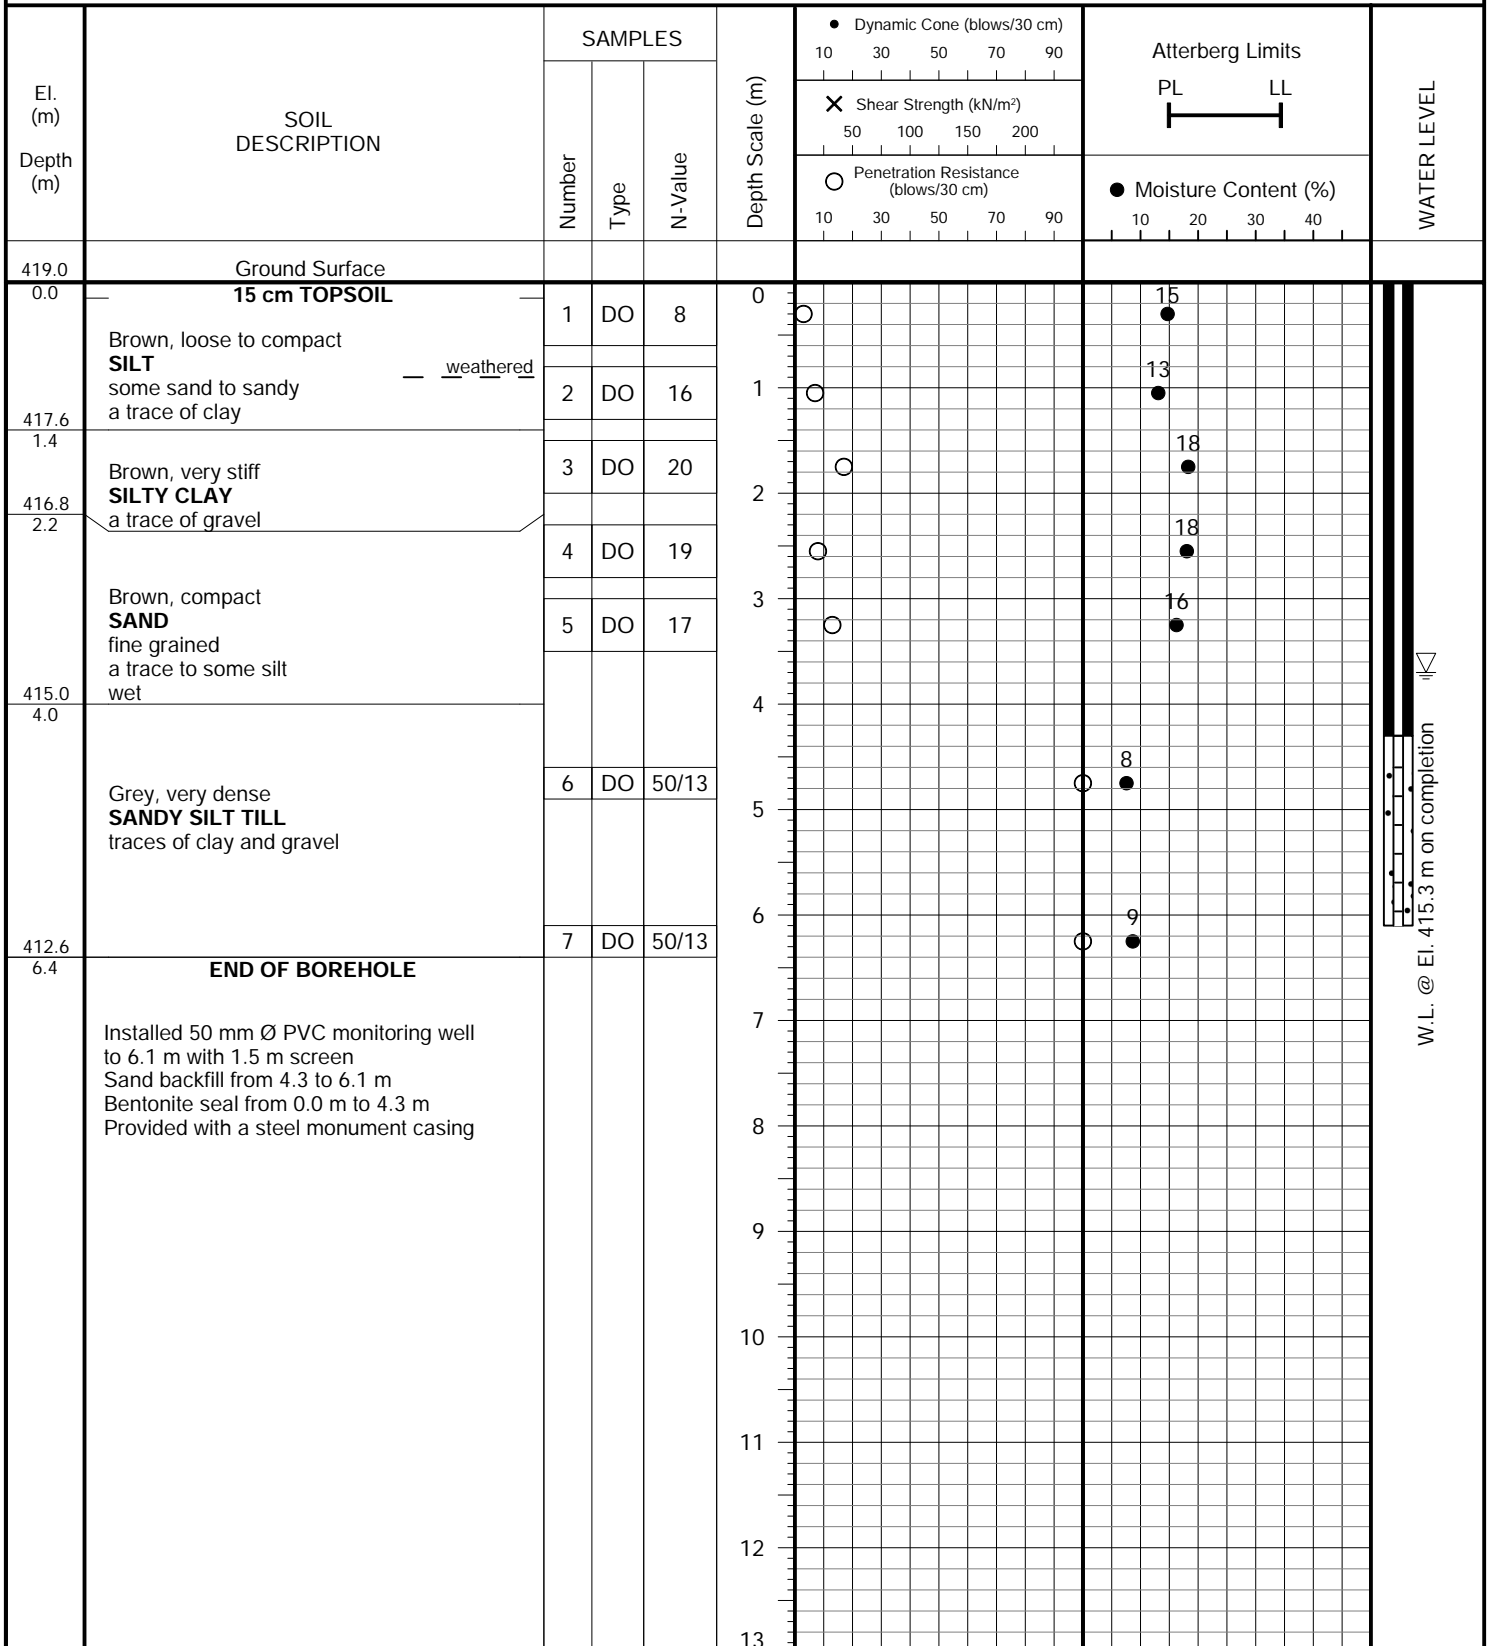 El.
(m)
Depth
(m)
SOIL
DESCRIPTION
SAMPLES
Number
Type
N-Value
Depth Scale (m)
• Dynamic Cone (blows/30 cm)
10 30 50 70 90
✕ Shear Strength (kN/m²)
50 100 150 200
○ Penetration Resistance
(blows/30 cm)
10 30 50 70 90
Atterberg Limits
PL LL
● Moisture Content (%)
10 20 30 40
WATER LEVEL
419.0 Ground Surface
0.0 15 cm TOPSOIL
Brown, loose to compact
SILT
weathered
some sand to sandy
a trace of clay
417.6
1.4
Brown, very stiff
SILTY CLAY
a trace of gravel
416.8
2.2
Brown, compact
SAND
fine grained
a trace to some silt
wet
415.0
4.0
Grey, very dense
SANDY SILT TILL
traces of clay and gravel
412.6
6.4
END OF BOREHOLE
Installed 50 mm Ø PVC monitoring well
to 6.1 m with 1.5 m screen
Sand backfill from 4.3 to 6.1 m
Bentonite seal from 0.0 m to 4.3 m
Provided with a steel monument casing
1 DO 8
2 DO 16
3 DO 20
4 DO 19
5 DO 17
6 DO 50/13
7 DO 50/13
0
1
2
3
4
5
6
7
8
9
10
11
12
13
15
13
18
18
16
8
9
W.L. @ El. 415.3 m on completion